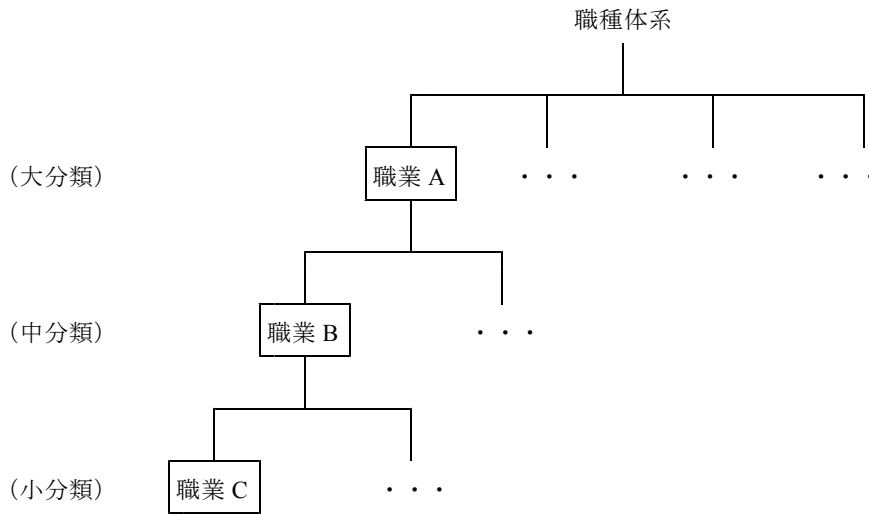 職種体系
(大分類) 職業 A ・・・ ・・・ ・・・
(中分類) 職業 B ・・・
(小分類) 職業 C ・・・